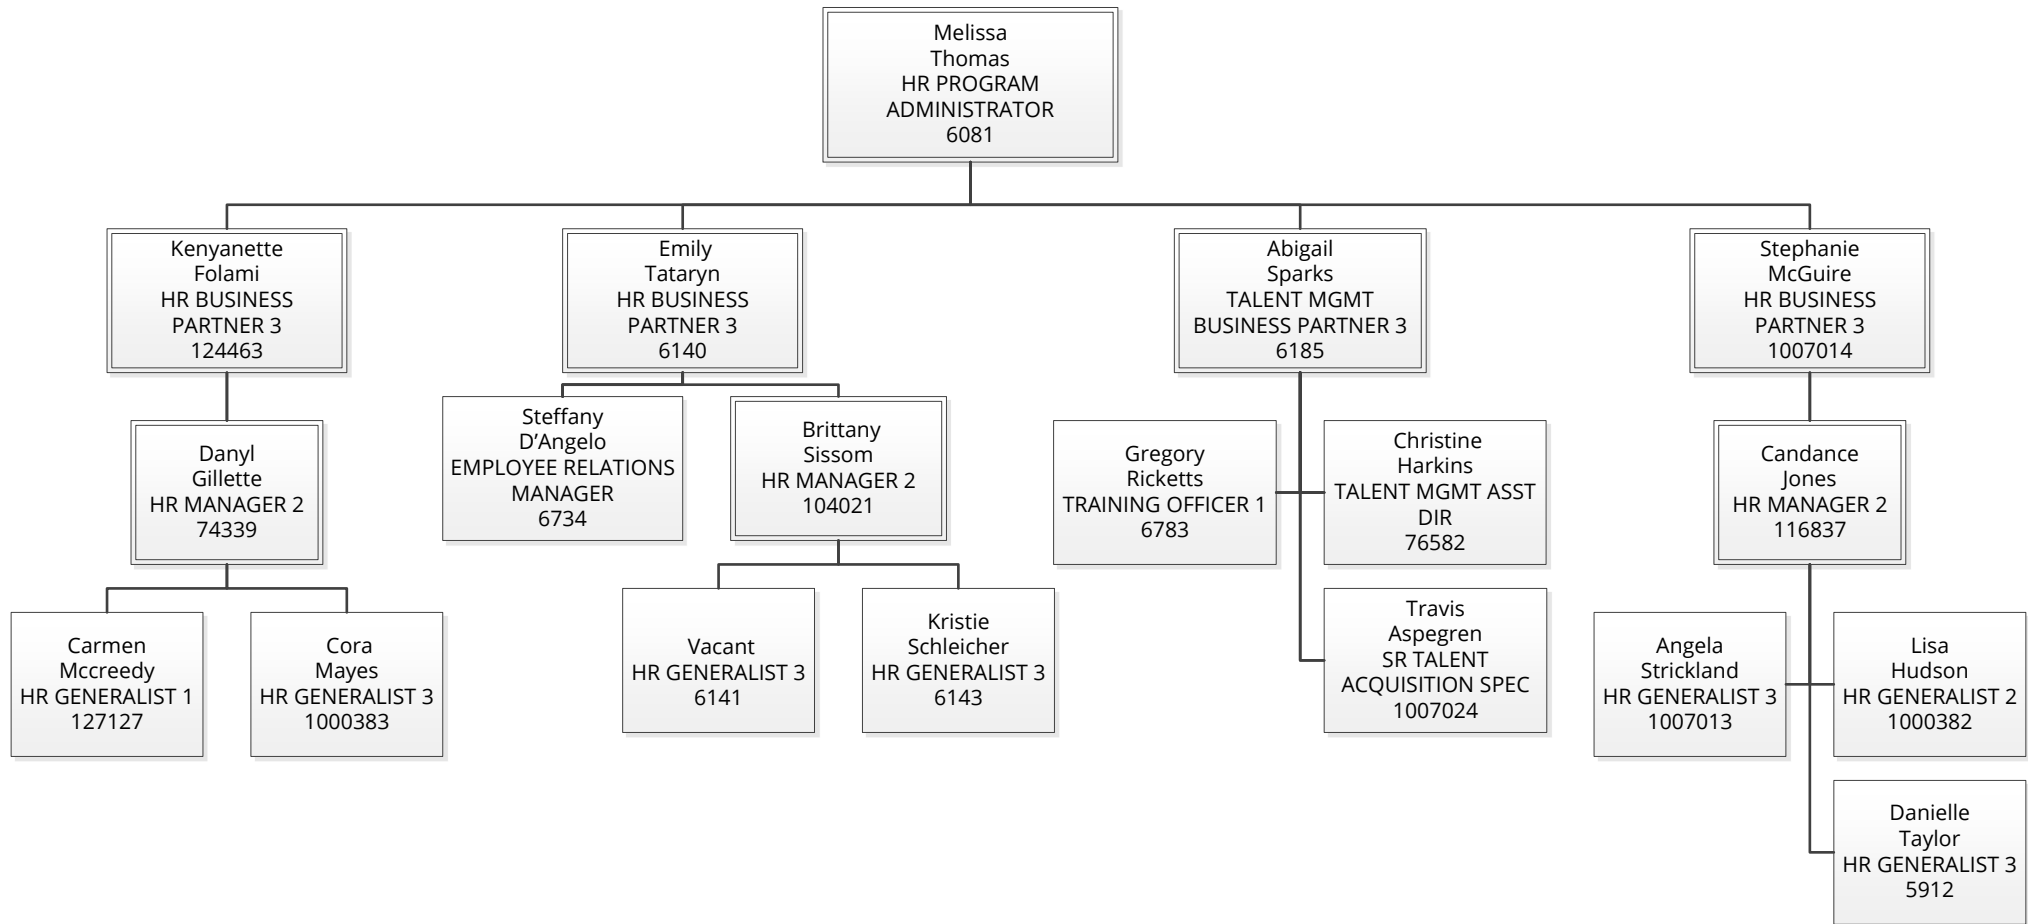 Melissa
Thomas
HR PROGRAM
ADMINISTRATOR
6081
Kenyanette
Folami
HR BUSINESS
PARTNER 3
124463
Emily
Tataryn
HR BUSINESS
PARTNER 3
6140
Abigail
Sparks
TALENT MGMT
BUSINESS PARTNER 3
6185
Stephanie
McGuire
HR BUSINESS
PARTNER 3
1007014
Danyl
Gillette
HR MANAGER 2
74339
Steffany
D’Angelo
EMPLOYEE RELATIONS
MANAGER
6734
Brittany
Sissom
HR MANAGER 2
104021
Gregory
Ricketts
TRAINING OFFICER 1
6783
Christine
Harkins
TALENT MGMT ASST
DIR
76582
Candance
Jones
HR MANAGER 2
116837
Carmen
Mccreedy
HR GENERALIST 1
127127
Cora
Mayes
HR GENERALIST 3
1000383
Vacant
HR GENERALIST 3
6141
Kristie
Schleicher
HR GENERALIST 3
6143
Travis
Aspegren
SR TALENT
ACQUISITION SPEC
1007024
Angela
Strickland
HR GENERALIST 3
1007013
Lisa
Hudson
HR GENERALIST 2
1000382
Danielle
Taylor
HR GENERALIST 3
5912